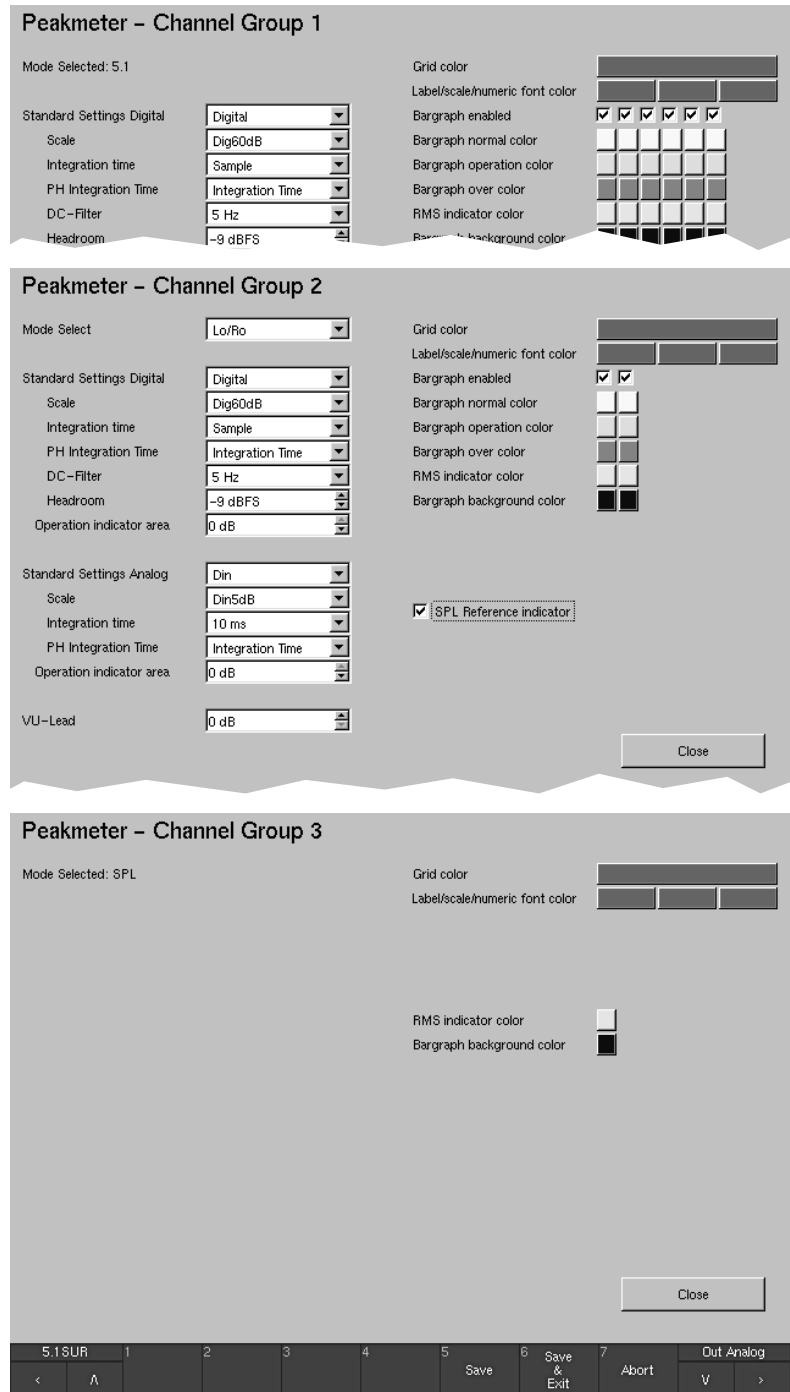 Peakmeter – Channel Group 1
Mode Selected: 5.1
Grid color
Label/scale/numeric font color
Standard Settings Digital Digital
Bargraph enabled
Scale Dig60dB
Bargraph normal color
Integration time Sample
Bargraph operation color
PH Integration Time Integration Time
Bargraph over color
DC–Filter 5 Hz
RMS indicator color
Headroom –9 dBFS
Bargraph background color
Peakmeter – Channel Group 2
Mode Select Lo/Ro
Grid color
Label/scale/numeric font color
Standard Settings Digital Digital
Bargraph enabled
Scale Dig60dB
Bargraph normal color
Integration time Sample
Bargraph operation color
PH Integration Time Integration Time
Bargraph over color
DC–Filter 5 Hz
RMS indicator color
Headroom –9 dBFS
Bargraph background color
Operation indicator area 0 dB
Standard Settings Analog Din
Scale Din5dB
SPL Reference indicator
Integration time 10 ms
PH Integration Time Integration Time
Operation indicator area 0 dB
VU–Lead 0 dB
Close
Peakmeter – Channel Group 3
Mode Selected: SPL
Grid color
Label/scale/numeric font color
RMS indicator color
Bargraph background color
Close
5.1SUR 1 2 3 4 5 Save 6 Save & Exit 7 Abort Out Analog
< Λ V >